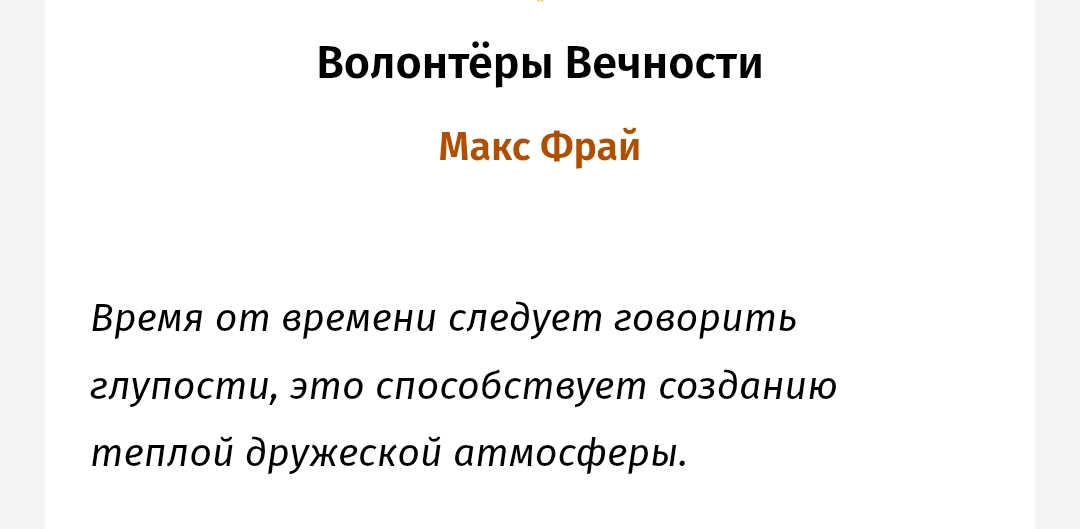 Волонтёры Вечности
Макс Фрай
Время от времени следует говорить
глупости, это способствует созданию
теплой дружеской атмосферы.